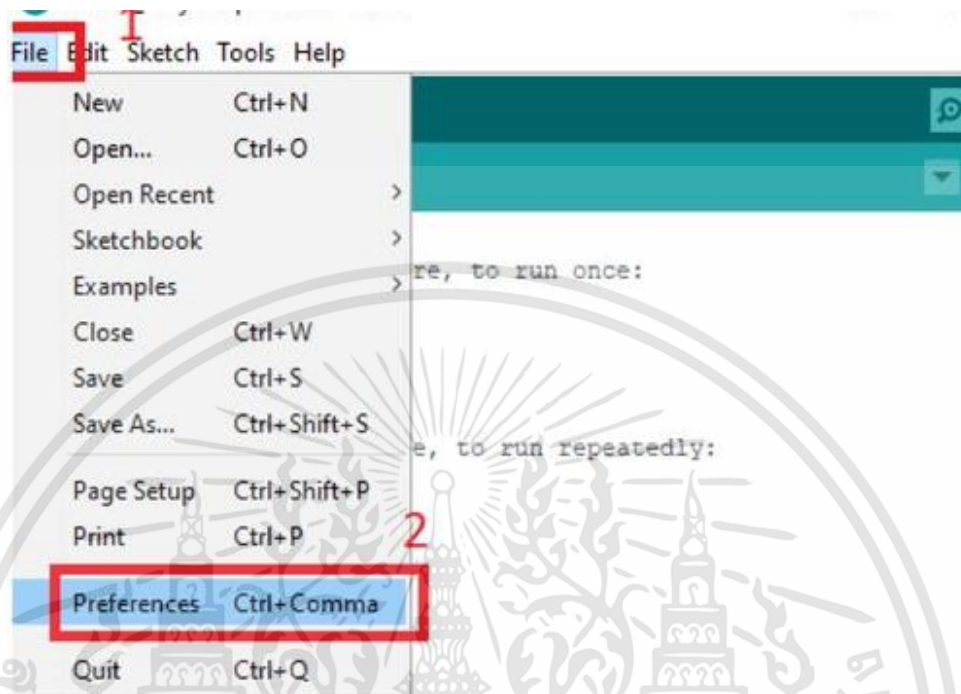 1
File Edit Sketch Tools Help
New Ctrl+N
Open... Ctrl+O
Open Recent >
Sketchbook >
re, to run once:
Examples >
Close Ctrl+W
Save Ctrl+S
Save As... Ctrl+Shift+S
e, to run repeatedly:
Page Setup Ctrl+Shift+P
Print Ctrl+P
2
Preferences Ctrl+Comma
Quit Ctrl+Q